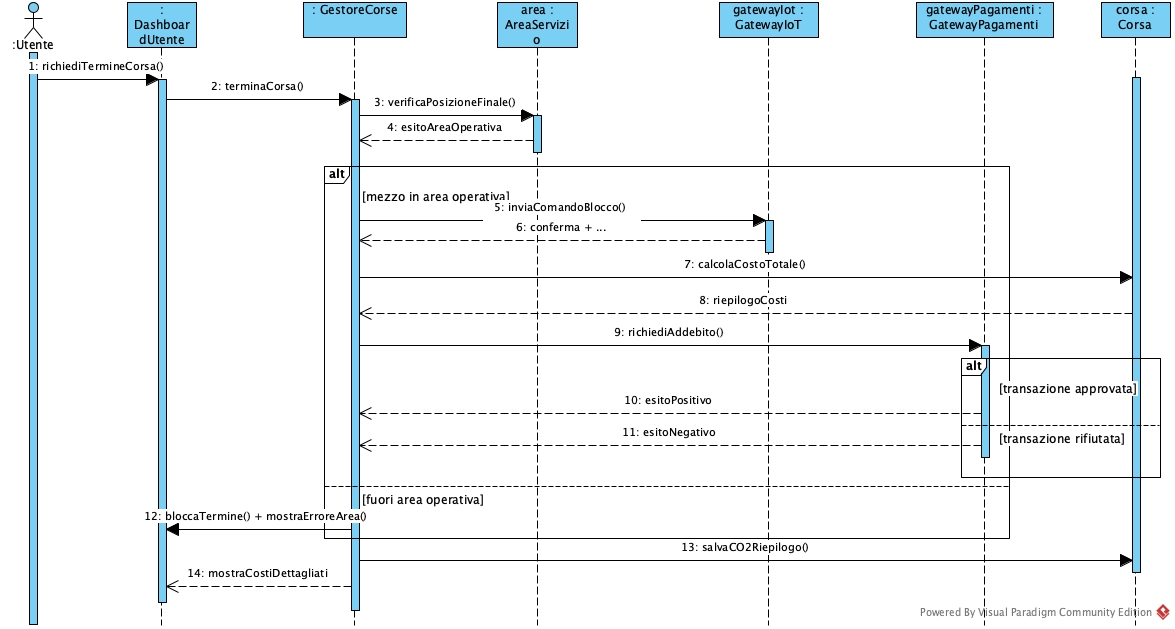 :
Dashboar
dUtente
: GestoreCorse
area :
AreaServizi
o
gatewayIot :
GatewayIoT
gatewayPagamenti :
GatewayPagamenti
corsa :
Corsa
:Utente
1: richiediTermineCorsa()
2: terminaCorsa()
3: verificaPosizioneFinale()
4: esitoAreaOperativa
alt
[mezzo in area operativa]
5: inviaComandoBlocco()
6: conferma + ...
7: calcolaCostoTotale()
8: riepilogoCosti
9: richiediAddebito()
alt
[transazione approvata]
10: esitoPositivo
11: esitoNegativo
[transazione rifiutata]
[fuori area operativa]
12: bloccaTermine() + mostraErroreArea()
13: salvaCO2Riepilogo()
14: mostraCostiDettagliati
Powered By Visual Paradigm Community Edition